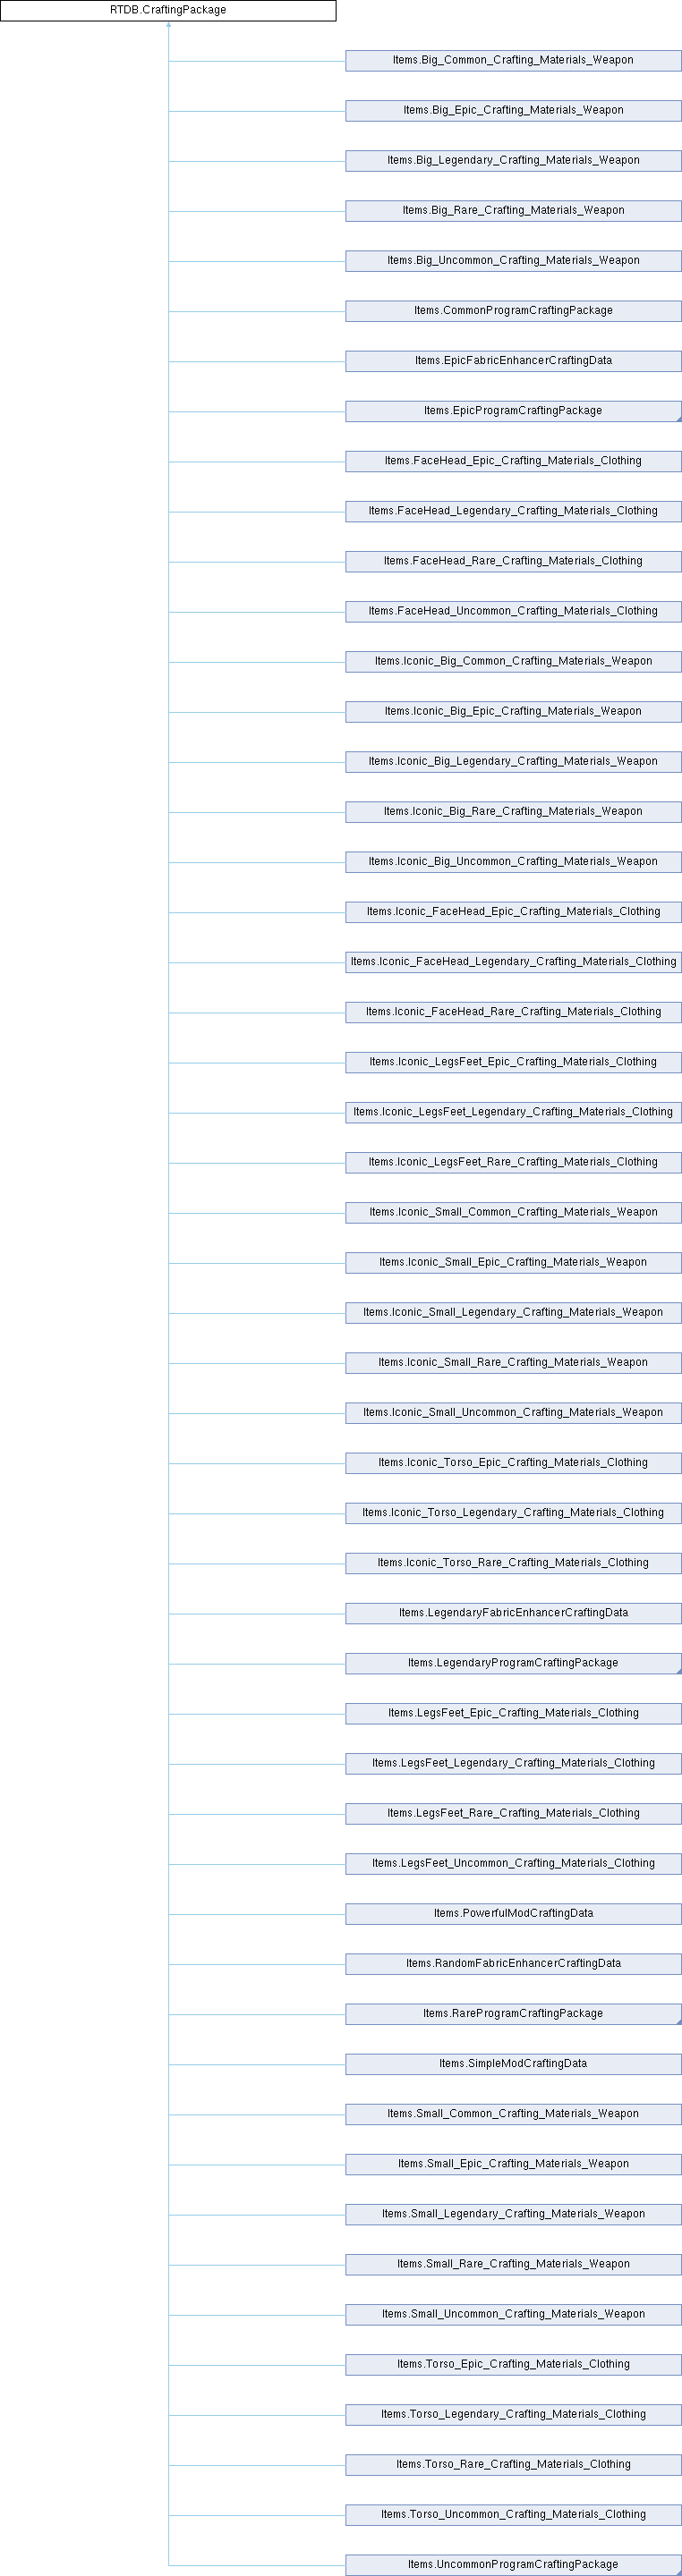 RTDB.CraftingPackage
Items.Big_Common_Crafting_Materials_Weapon
Items.Big_Epic_Crafting_Materials_Weapon
Items.Big_Legendary_Crafting_Materials_Weapon
Items.Big_Rare_Crafting_Materials_Weapon
Items.Big_Uncommon_Crafting_Materials_Weapon
Items.CommonProgramCraftingPackage
Items.EpicFabricEnhancerCraftingData
Items.EpicProgramCraftingPackage
Items.FaceHead_Epic_Crafting_Materials_Clothing
Items.FaceHead_Legendary_Crafting_Materials_Clothing
Items.FaceHead_Rare_Crafting_Materials_Clothing
Items.FaceHead_Uncommon_Crafting_Materials_Clothing
Items.Iconic_Big_Common_Crafting_Materials_Weapon
Items.Iconic_Big_Epic_Crafting_Materials_Weapon
Items.Iconic_Big_Legendary_Crafting_Materials_Weapon
Items.Iconic_Big_Rare_Crafting_Materials_Weapon
Items.Iconic_Big_Uncommon_Crafting_Materials_Weapon
Items.Iconic_FaceHead_Epic_Crafting_Materials_Clothing
Items.Iconic_FaceHead_Legendary_Crafting_Materials_Clothing
Items.Iconic_FaceHead_Rare_Crafting_Materials_Clothing
Items.Iconic_LegsFeet_Epic_Crafting_Materials_Clothing
Items.Iconic_LegsFeet_Legendary_Crafting_Materials_Clothing
Items.Iconic_LegsFeet_Rare_Crafting_Materials_Clothing
Items.Iconic_Small_Common_Crafting_Materials_Weapon
Items.Iconic_Small_Epic_Crafting_Materials_Weapon
Items.Iconic_Small_Legendary_Crafting_Materials_Weapon
Items.Iconic_Small_Rare_Crafting_Materials_Weapon
Items.Iconic_Small_Uncommon_Crafting_Materials_Weapon
Items.Iconic_Torso_Epic_Crafting_Materials_Clothing
Items.Iconic_Torso_Legendary_Crafting_Materials_Clothing
Items.Iconic_Torso_Rare_Crafting_Materials_Clothing
Items.LegendaryFabricEnhancerCraftingData
Items.LegendaryProgramCraftingPackage
Items.LegsFeet_Epic_Crafting_Materials_Clothing
Items.LegsFeet_Legendary_Crafting_Materials_Clothing
Items.LegsFeet_Rare_Crafting_Materials_Clothing
Items.LegsFeet_Uncommon_Crafting_Materials_Clothing
Items.PowerfulModCraftingData
Items.RandomFabricEnhancerCraftingData
Items.RareProgramCraftingPackage
Items.SimpleModCraftingData
Items.Small_Common_Crafting_Materials_Weapon
Items.Small_Epic_Crafting_Materials_Weapon
Items.Small_Legendary_Crafting_Materials_Weapon
Items.Small_Rare_Crafting_Materials_Weapon
Items.Small_Uncommon_Crafting_Materials_Weapon
Items.Torso_Epic_Crafting_Materials_Clothing
Items.Torso_Legendary_Crafting_Materials_Clothing
Items.Torso_Rare_Crafting_Materials_Clothing
Items.Torso_Uncommon_Crafting_Materials_Clothing
Items.UncommonProgramCraftingPackage